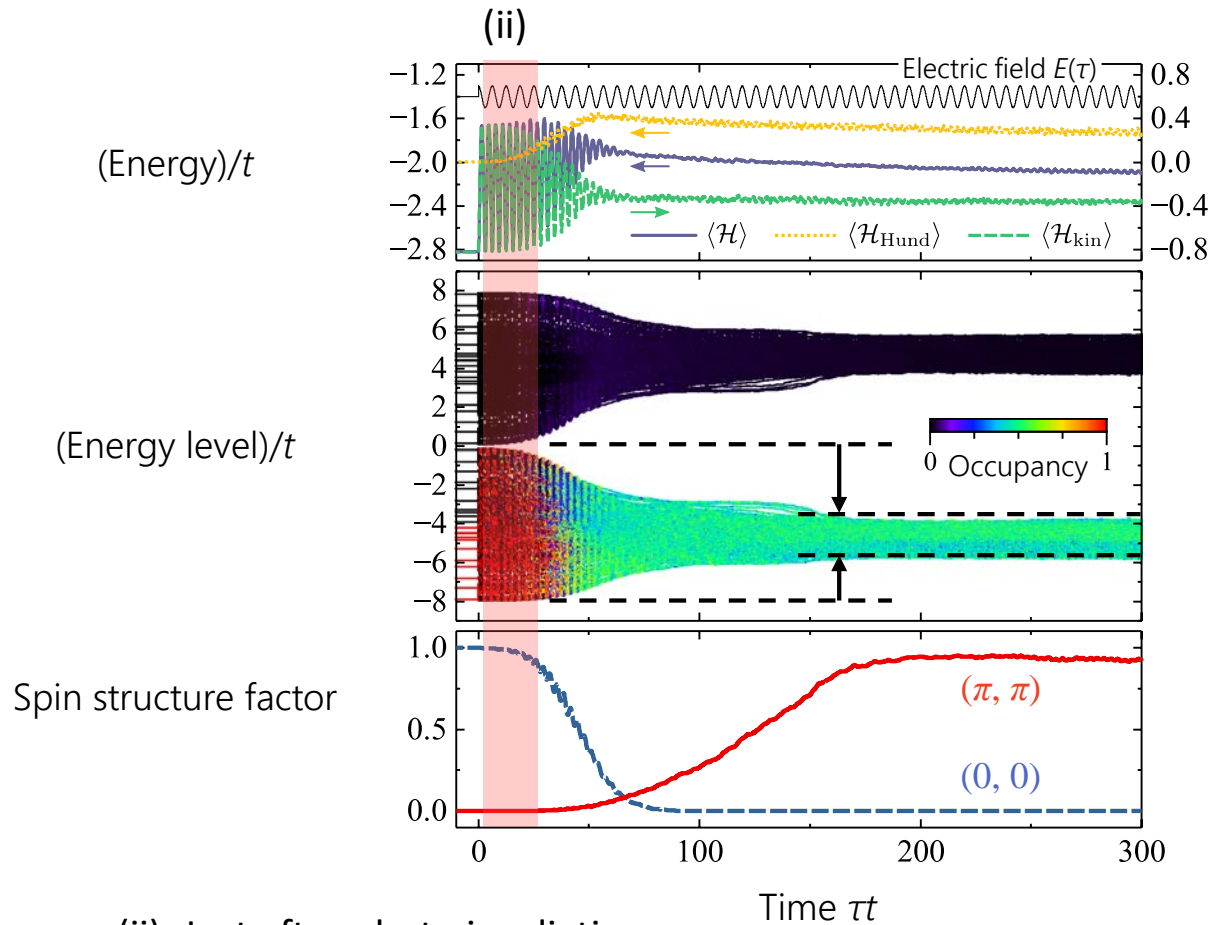 (ii)
Electric field E(τ)
(Energy)/t
−1.2
−1.6
−2.0
−2.4
−2.8
0.8
0.4
0.0
−0.4
−0.8
⟨ℋ⟩ ⟨ℋ_Hund⟩ ⟨ℋ_kin⟩
(Energy level)/t
8
6
4
2
0
−2
−4
−6
−8
0 Occupancy 1
Spin structure factor
1.0
0.5
0.0
(π, π)
(0, 0)
0 100 200 300
Time τt